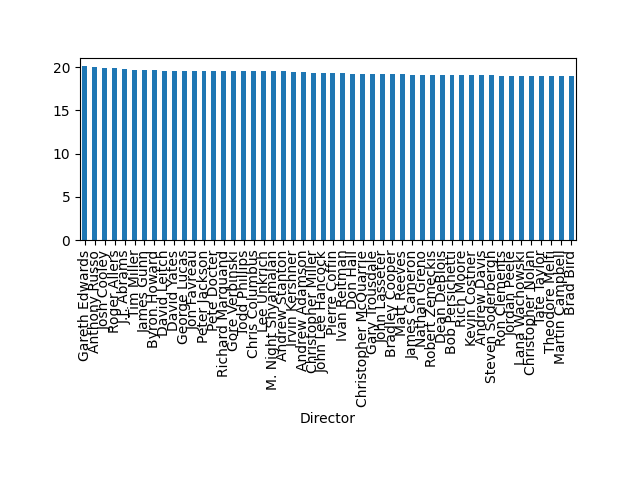 20
15
10
5
0
Gareth Edwards
Anthony Russo
Josh Cooley
Roger Allers
J.J. Abrams
Tim Miller
James Gunn
Byron Howard
David Leitch
David Yates
George Lucas
Jon Favreau
Peter Jackson
Pete Docter
Richard Marquand
Gore Verbinski
Todd Phillips
Chris Columbus
Lee Unkrich
M. Night Shyamalan
Andrew Stanton
Irvin Kershner
Andrew Adamson
Christopher Miller
John Lee Hancock
Pierre Coffin
Ivan Reitman
Don Hall
Christopher McQuarrie
Gary Trousdale
John Lasseter
Bradley Cooper
Matt Reeves
James Cameron
Nathan Greno
Robert Zemeckis
Dean DeBlois
Bob Persichetti
Rich Moore
Kevin Costner
Andrew Davis
Steven Soderbergh
Ron Clements
Jordan Peele
Lana Wachowski
Christopher Nolan
Tate Taylor
Theodore Melfi
Martin Campbell
Brad Bird
Director